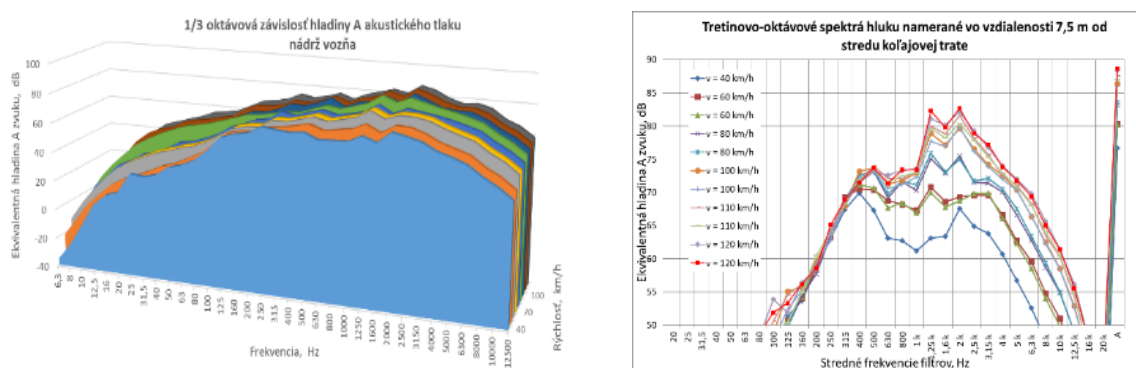 1/3 oktávová závislosť hladiny A akustického tlaku
nádrž vozňa
Ekvivalentná hladina A zvuku, dB
100
80
60
40
20
0
-20
-40
6,3
8
10
12,5
16
20
25
31,5
40
50
63
80
100
125
160
200
250
315
400
500
630
800
1000
1250
1600
2000
2500
3150
4000
5000
6300
8000
10000
12500
Frekvencia, Hz
40
70
100
Rýchlosť, km/h
Tretinovo-oktávové spektrá hluku namerané vo vzdialenosti 7,5 m od
stredu koľajovej trate
Ekvivalentná hladina A zvuku, dB
90
85
80
75
70
65
60
55
50
v = 40 km/h
v = 60 km/h
v = 60 km/h
v = 80 km/h
v = 80 km/h
v = 100 km/h
v = 100 km/h
v = 110 km/h
v = 110 km/h
v = 120 km/h
v = 120 km/h
20
25
31,5
40
50
63
80
100
125
160
200
250
315
400
500
630
800
1 k
1,25 k
1,6 k
2 k
2,5 k
3,15 k
4 k
5 k
6,3 k
8 k
10 k
12,5 k
16 k
20 k
A
Stredné frekvencie filtrov, Hz